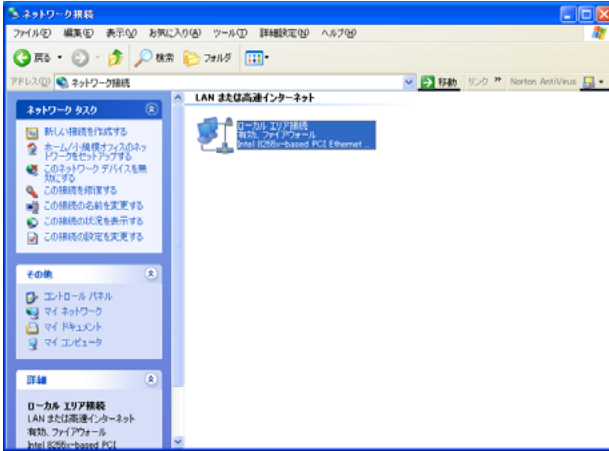 ネットワーク接続
ファイル(F) 編集(E) 表示(V) お気に入り(A) ツール(T) 詳細設定(N) ヘルプ(H)
戻る 検索 フォルダ
アドレス(D) ネットワーク接続 移動 リンク » Norton AntiVirus
ネットワーク タスク
新しい接続を作成する
ホーム/小規模オフィスのネッ
トワークをセットアップする
このネットワーク デバイスを無
効にする
この接続を修復する
この接続の名前を変更する
この接続の状況を表示する
この接続の設定を変更する
その他
コントロール パネル
マイ ネットワーク
マイ ドキュメント
マイ コンピュータ
詳細
ローカル エリア接続
LAN または高速インターネット
有効, ファイアウォール
Intel 8255x-based PCI
LAN または高速インターネット
ローカル エリア接続
有効, ファイアウォール
Intel 8255x-based PCI Ethernet ...